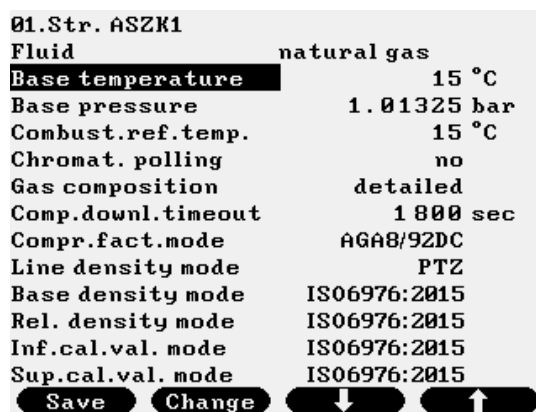 01.Str. ASZK1
Fluid natural gas
Base temperature 15 °C
Base pressure 1.01325 bar
Combust.ref.temp. 15 °C
Chromat. polling no
Gas composition detailed
Comp.downl.timeout 1800 sec
Compr.fact.mode AGA8/92DC
Line density mode PTZ
Base density mode ISO6976:2015
Rel. density mode ISO6976:2015
Inf.cal.val. mode ISO6976:2015
Sup.cal.val. mode ISO6976:2015
Save Change ↓ ↑